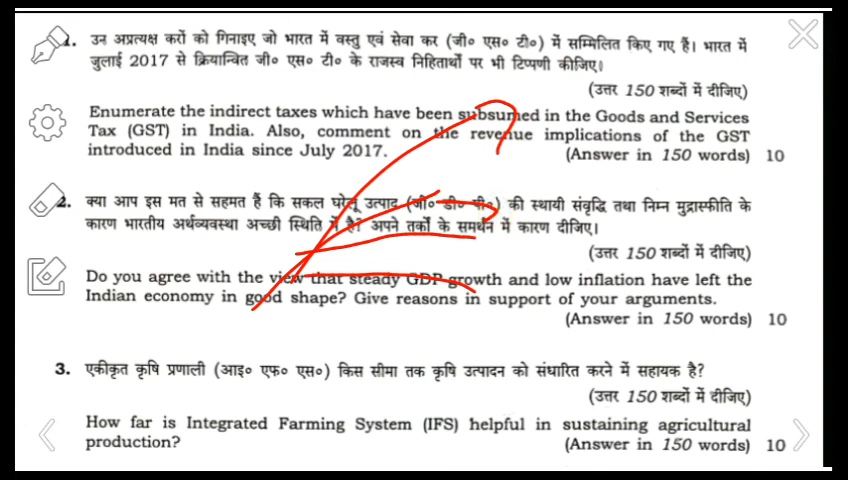 1. उन अप्रत्यक्ष करों को गिनाइए जो भारत में वस्तु एवं सेवा कर (जी० एस० टी०) में सम्मिलित किए गए हैं। भारत में
जुलाई 2017 से क्रियान्वित जी० एस० टी० के राजस्व निहितार्थों पर भी टिप्पणी कीजिए।
(उत्तर 150 शब्दों में दीजिए)
Enumerate the indirect taxes which have been subsumed in the Goods and Services
Tax (GST) in India. Also, comment on the revenue implications of the GST
introduced in India since July 2017. (Answer in 150 words) 10
2. क्या आप इस मत से सहमत हैं कि सकल घरेलू उत्पाद (जी० डी० पी०) की स्थायी संवृद्धि तथा निम्न मुद्रास्फीति के
कारण भारतीय अर्थव्यवस्था अच्छी स्थिति में है? अपने तर्कों के समर्थन में कारण दीजिए।
(उत्तर 150 शब्दों में दीजिए)
Do you agree with the view that steady GDP growth and low inflation have left the
Indian economy in good shape? Give reasons in support of your arguments.
(Answer in 150 words) 10
3. एकीकृत कृषि प्रणाली (आइ० एफ० एस०) किस सीमा तक कृषि उत्पादन को संधारित करने में सहायक है?
(उत्तर 150 शब्दों में दीजिए)
How far is Integrated Farming System (IFS) helpful in sustaining agricultural
production? (Answer in 150 words) 10